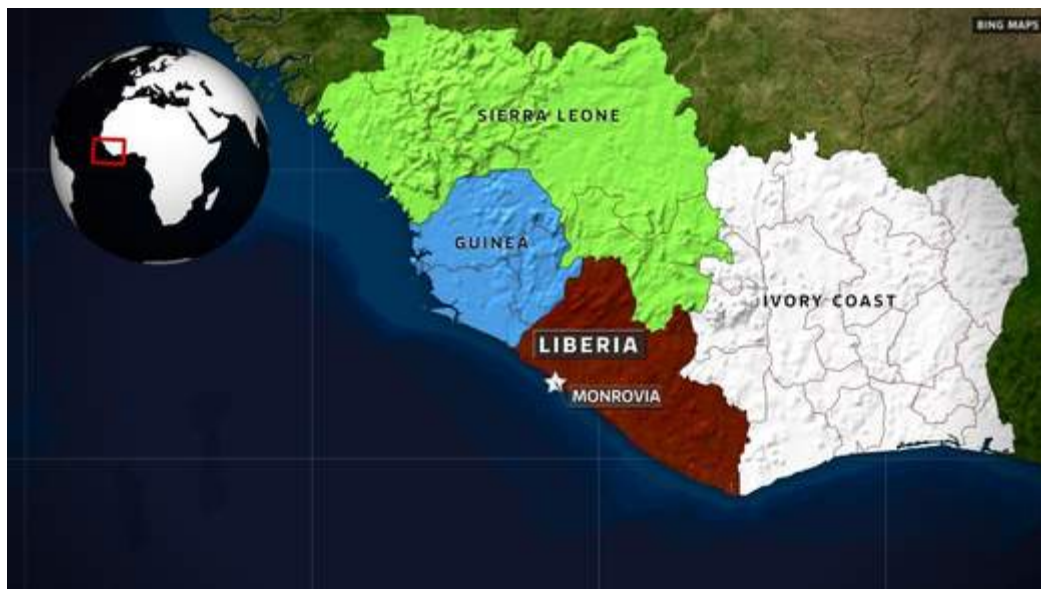 BING MAPS
SIERRA LEONE
GUINEA
IVORY COAST
LIBERIA
MONROVIA